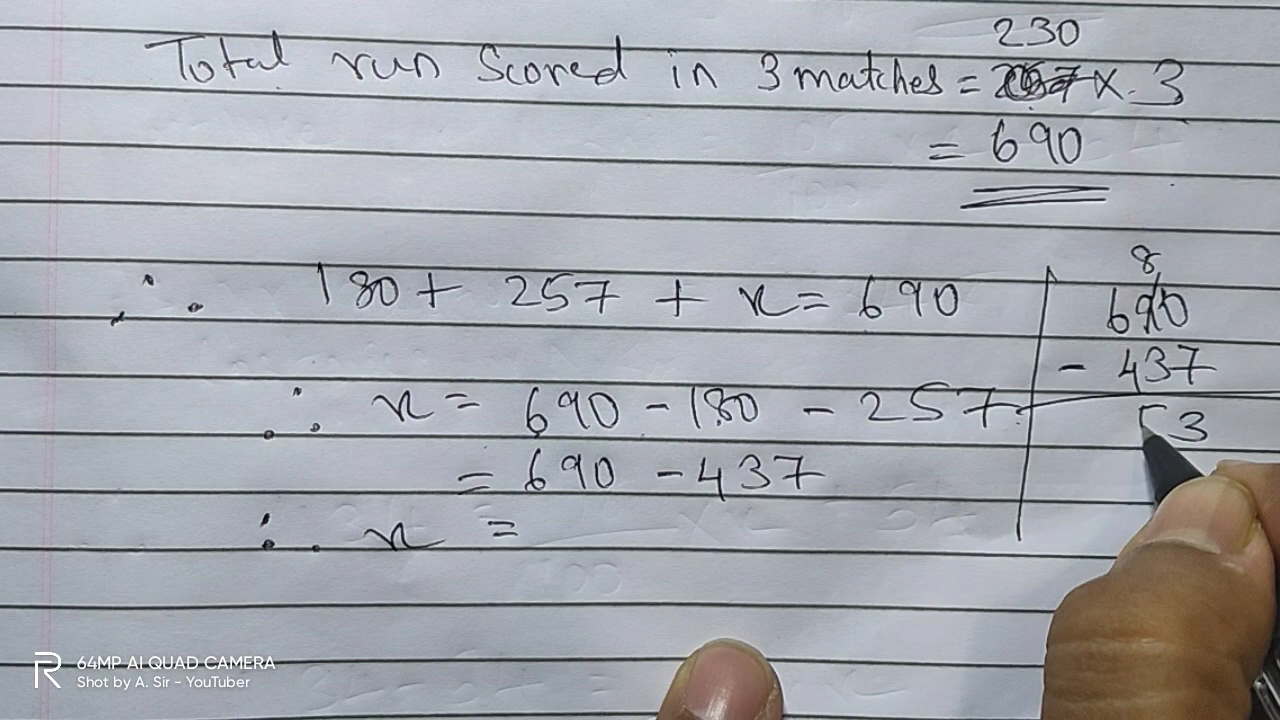 230
Total run Scored in 3 matches = 257 x 3
= 690
∴ 180 + 257 + x = 690
∴ x = 690 - 180 - 257
= 690 - 437
∴ x =
8
690
- 437
53
64MP AI QUAD CAMERA
Shot by A. Sir - YouTuber